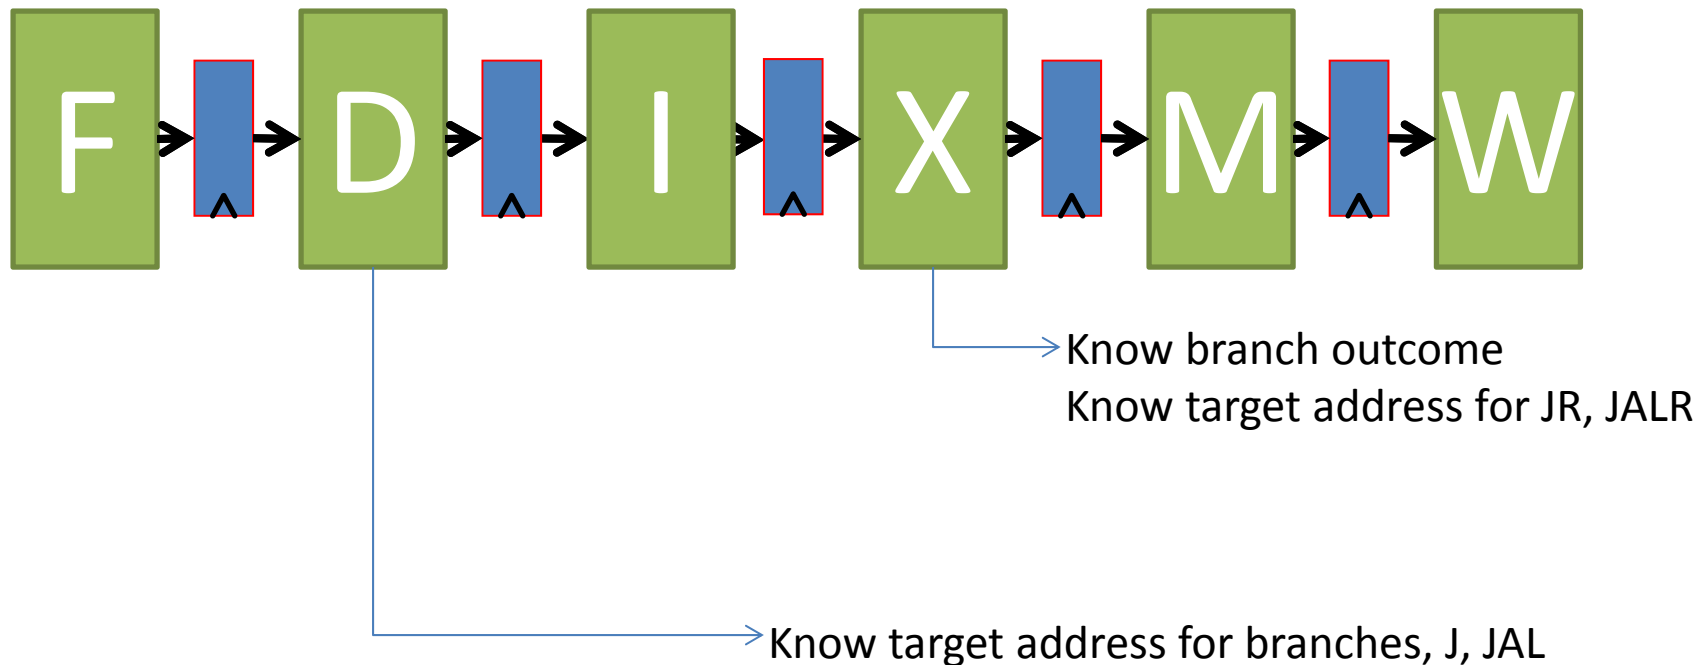 F D I X M W
Know branch outcome
Know target address for JR, JALR
Know target address for branches, J, JAL